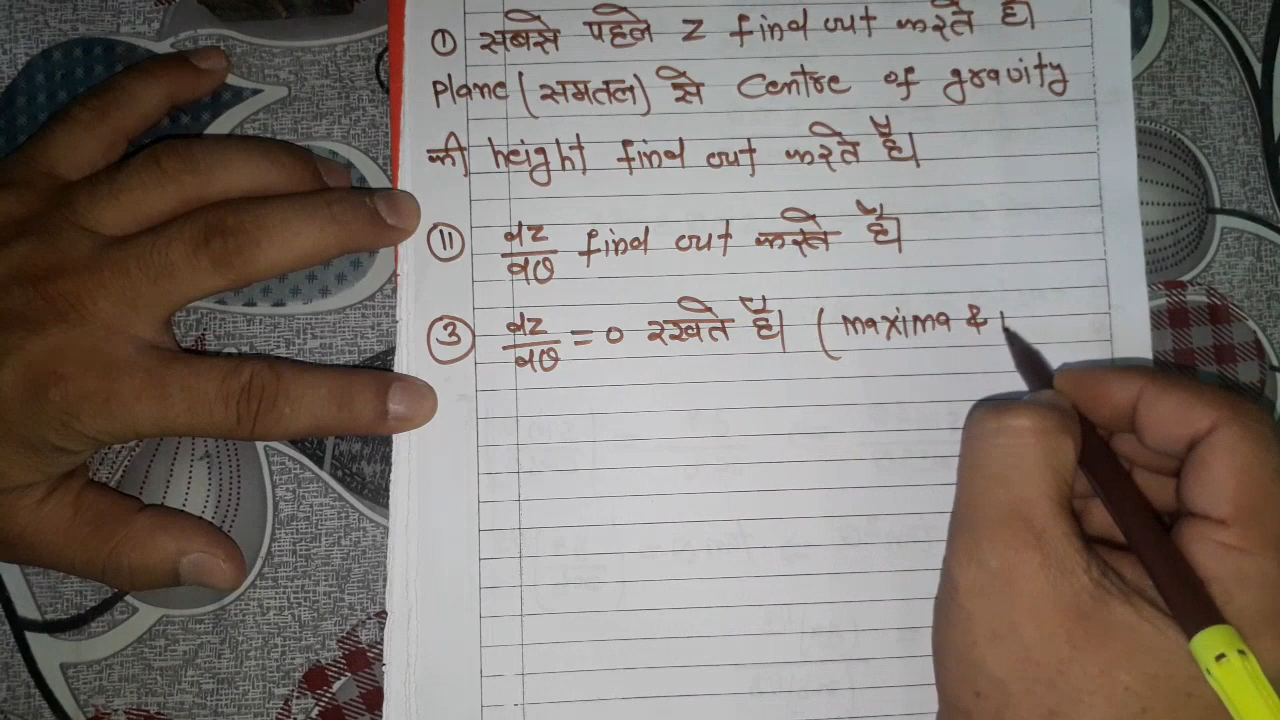 ① सबसे पहले z find out करते है।
Plane (समतल) से Centre of gravity
की height find out करते है।
⑪ dz/dθ find out करते है।
③ dz/dθ = 0 रखते है। (maxima &